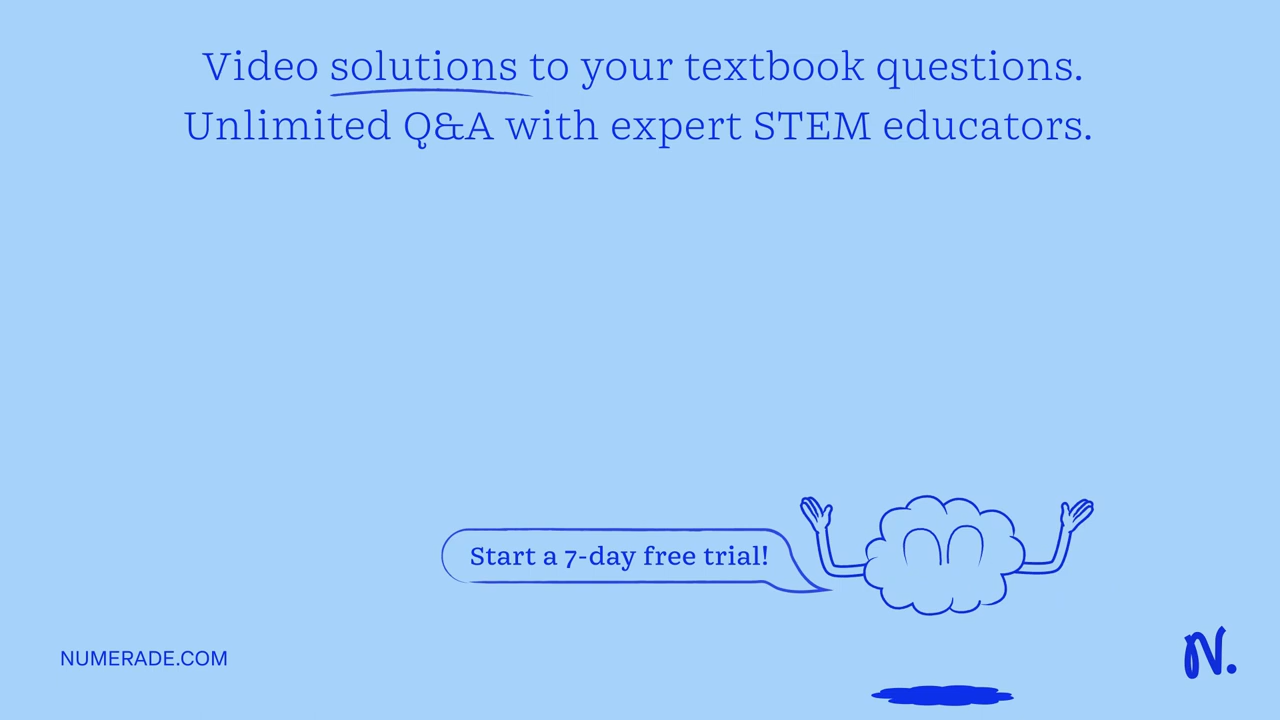 Video solutions to your textbook questions.
Unlimited Q&A with expert STEM educators.
Start a 7-day free trial!
NUMERADE.COM
N.